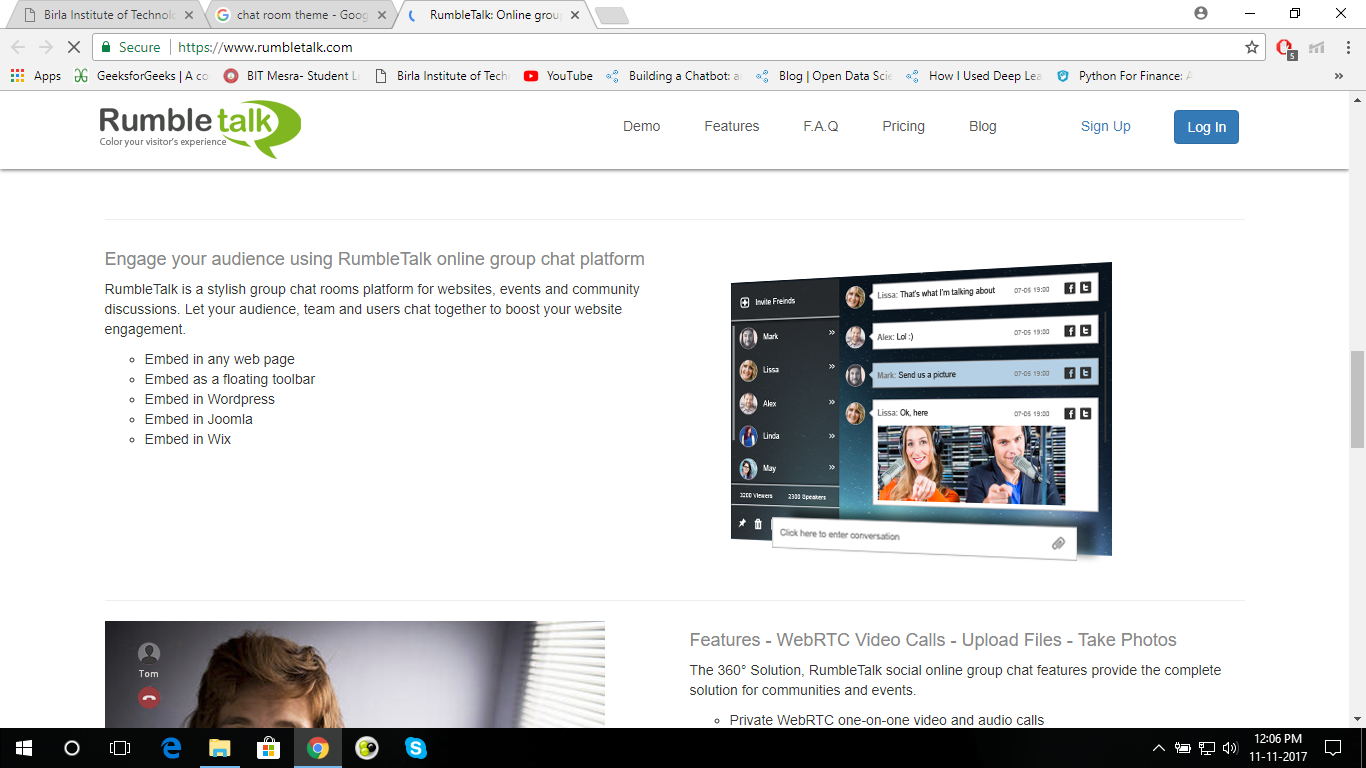 Birla Institute of Technolo
chat room theme - Goog
RumbleTalk: Online grou
Secure
https://www.rumbletalk.com
5
Apps
GeeksforGeeks | A co
BIT Mesra- Student L
Birla Institute of Tech
YouTube
Building a Chatbot: a
Blog | Open Data Scie
How I Used Deep Lea
Python For Finance: A
Rumble talk
Color your visitor's experience
Demo
Features
F.A.Q
Pricing
Blog
Sign Up
Log In
Engage your audience using RumbleTalk online group chat platform
RumbleTalk is a stylish group chat rooms platform for websites, events and community
discussions. Let your audience, team and users chat together to boost your website
engagement.
Embed in any web page
Embed as a floating toolbar
Embed in Wordpress
Embed in Joomla
Embed in Wix
Invite Freinds
Mark
Lissa
Alex
Linda
May
3200 Viewers
2300 Speakers
Lissa: That's what I'm talking about
07-05 19:00
Alex: Lol :)
07-05 19:00
Mark: Send us a picture
07-05 19:00
Lissa: Ok, here
07-05 19:00
Click here to enter conversation
Tom
Features - WebRTC Video Calls - Upload Files - Take Photos
The 360° Solution, RumbleTalk social online group chat features provide the complete
solution for communities and events.
Private WebRTC one-on-one video and audio calls
12:06 PM
11-11-2017